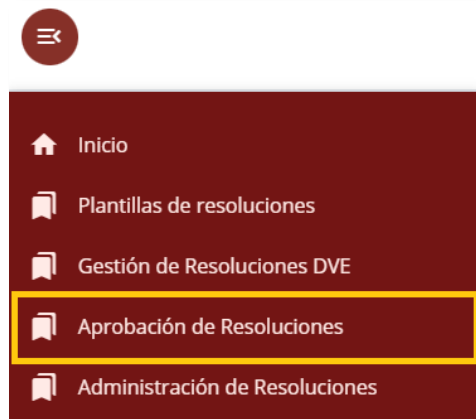 Inicio
Plantillas de resoluciones
Gestión de Resoluciones DVE
Aprobación de Resoluciones
Administración de Resoluciones